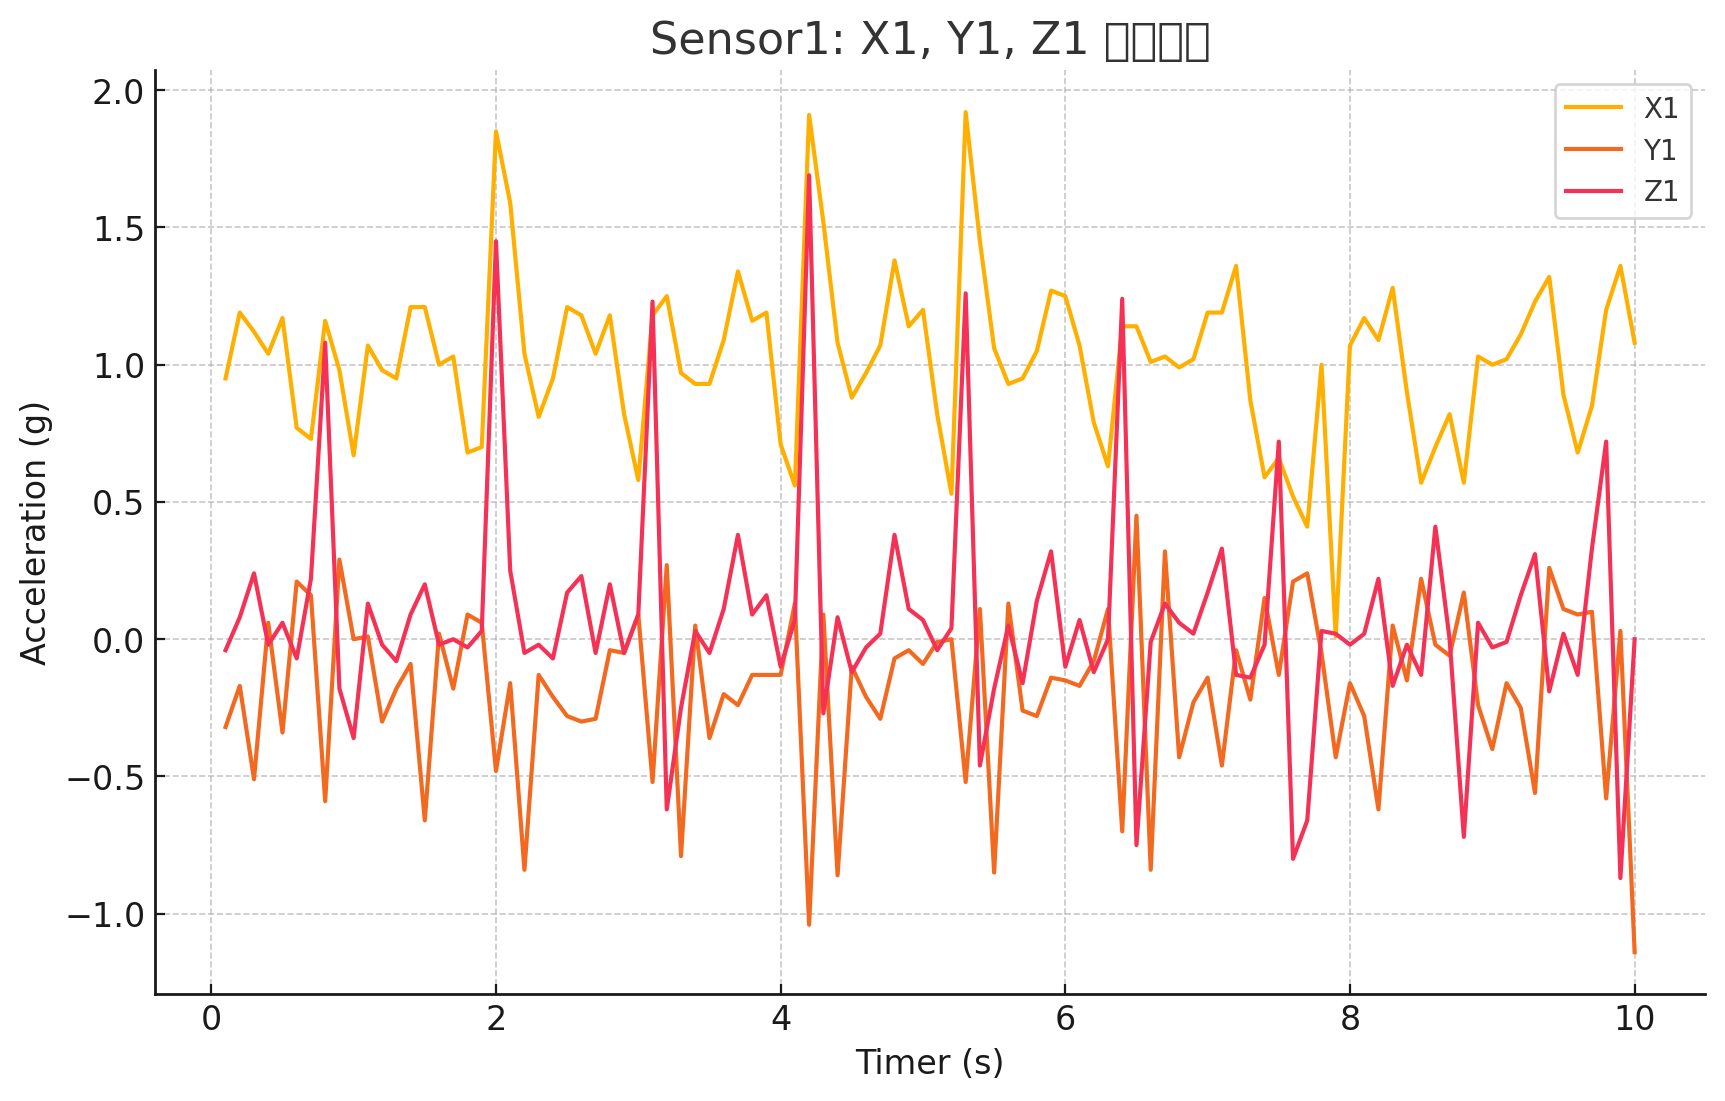 Sensor1: X1, Y1, Z1
2.0
1.5
1.0
0.5
0.0
−0.5
−1.0
Acceleration (g)
0 2 4 6 8 10
Timer (s)
X1
Y1
Z1